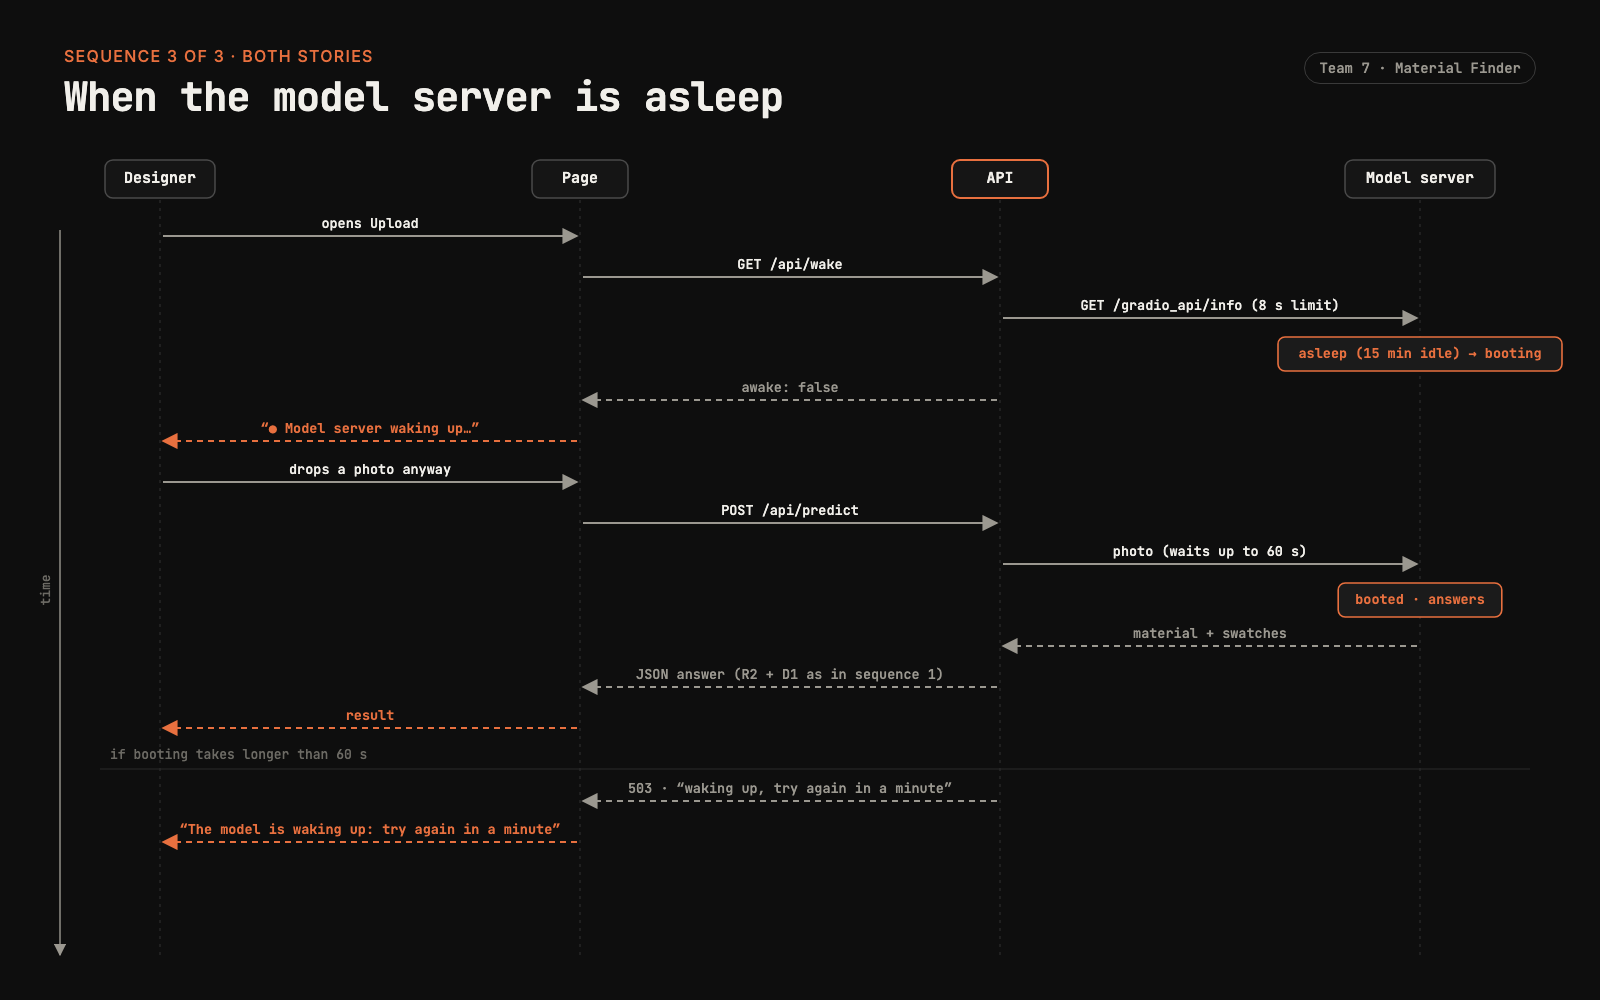 SEQUENCE 3 OF 3 · BOTH STORIES
When the model server is asleep
Team 7 · Material Finder
Designer
Page
API
Model server
opens Upload
GET /api/wake
GET /gradio_api/info (8 s limit)
asleep (15 min idle) → booting
awake: false
“● Model server waking up…”
drops a photo anyway
POST /api/predict
photo (waits up to 60 s)
time
booted · answers
material + swatches
JSON answer (R2 + D1 as in sequence 1)
result
if booting takes longer than 60 s
503 · “waking up, try again in a minute”
“The model is waking up: try again in a minute”